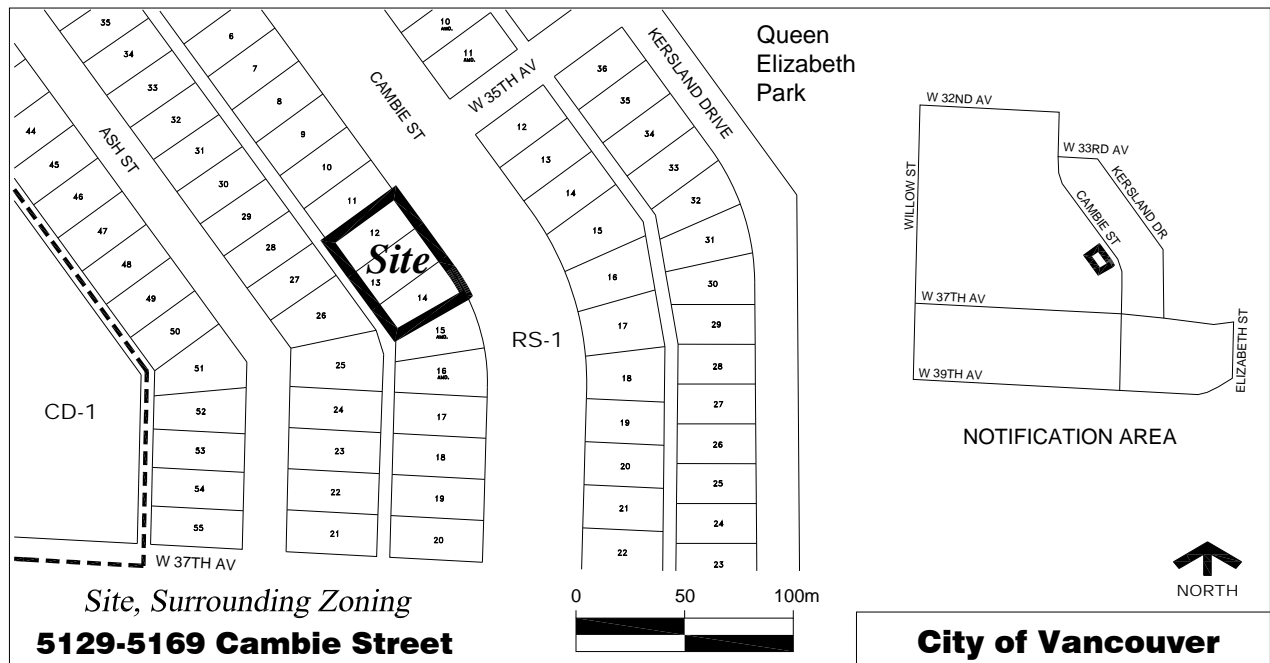 35
34
33
32
31
30
29
28
27
26
25
24
23
22
21
44
45
46
47
48
49
50
51
52
53
54
55
ASH ST
6
7
8
9
10
11
12
13
14
15
AMD.
16
AMD.
17
18
19
20
Site
CAMBIE ST
10
AMD.
11
AMD.
W 35TH AV
KERSLAND DRIVE
12
13
14
15
16
17
18
19
20
21
22
36
35
34
33
32
31
30
29
28
27
26
25
24
23
RS-1
CD-1
W 37TH AV
Queen
Elizabeth
Park
W 32ND AV
W 33RD AV
WILLOW ST
KERSLAND DR
CAMBIE ST
W 37TH AV
W 39TH AV
ELIZABETH ST
NOTIFICATION AREA
NORTH
Site, Surrounding Zoning
5129-5169 Cambie Street
0 50 100m
City of Vancouver